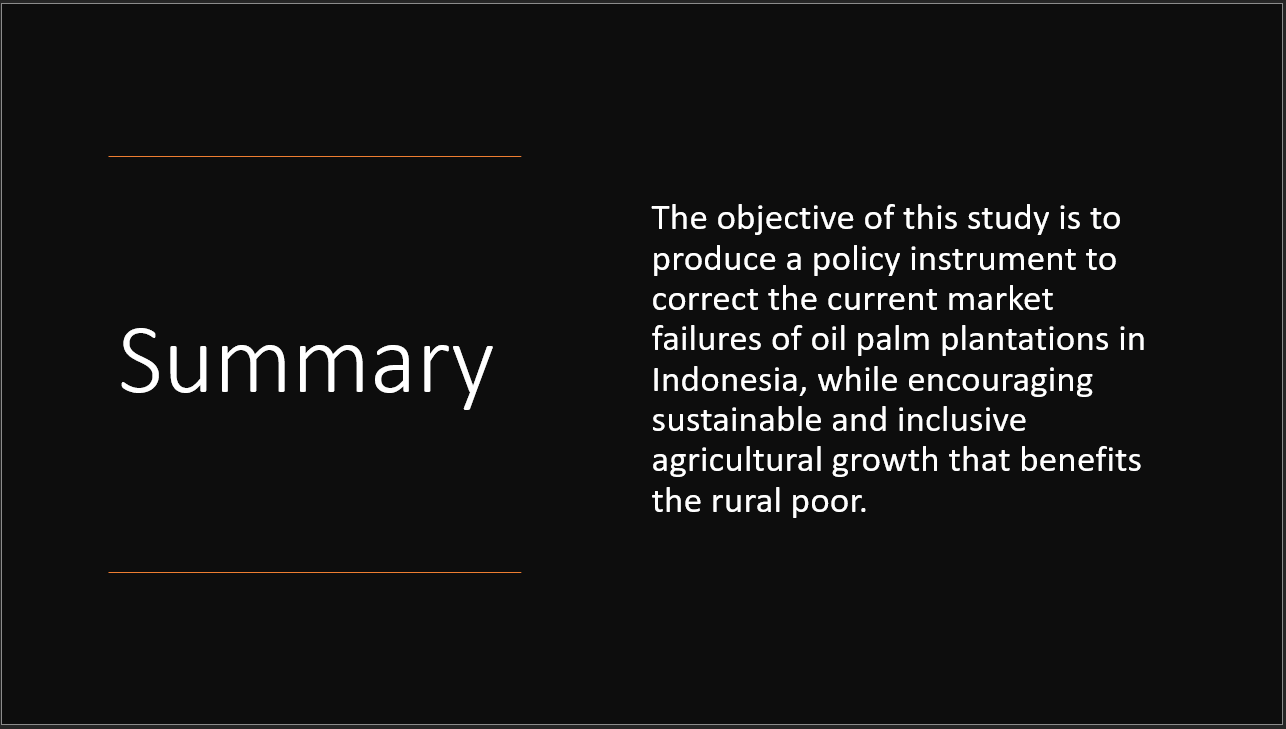 Summary
The objective of this study is to
produce a policy instrument to
correct the current market
failures of oil palm plantations in
Indonesia, while encouraging
sustainable and inclusive
agricultural growth that benefits
the rural poor.